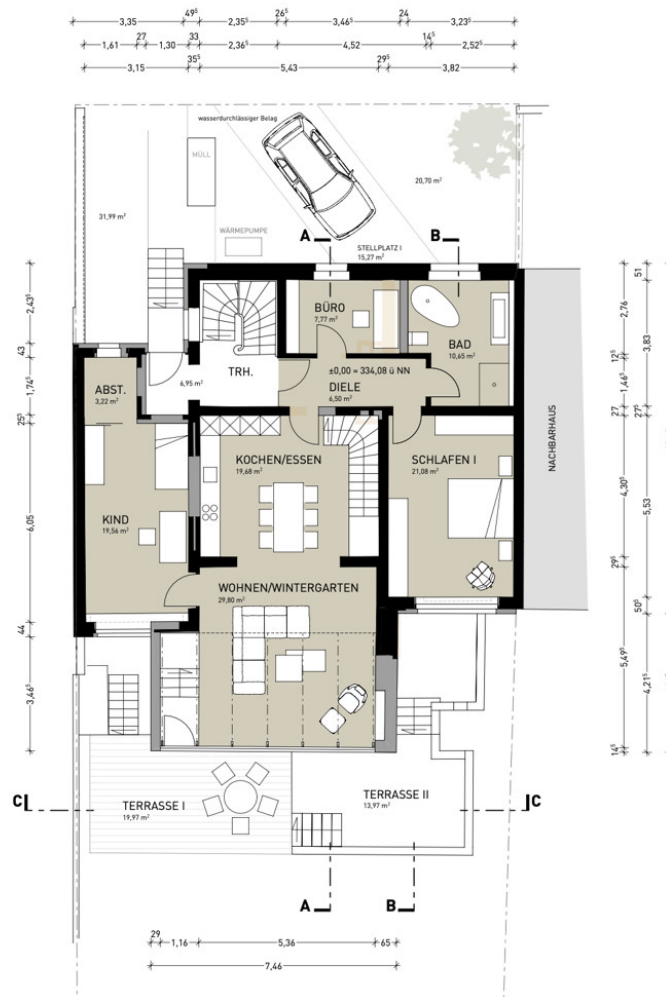 3,35 49⁵ 2,35⁵ 26⁵ 3,46⁵ 24 3,23⁵
1,61 27 1,30 33 2,36⁵ 4,52 14⁵ 2,52⁵
3,15 35⁵ 5,43 29⁵ 3,82
wasserdurchlässiger Belag
MÜLL
20,70 m²
31,99 m²
WÄRMEPUMPE
A
B
STELLPLATZ I
15,27 m²
BÜRO
7,77 m²
BAD
10,65 m²
TRH.
6,95 m²
±0,00 = 334,08 ü NN
DIELE
6,50 m²
ABST.
3,22 m²
KOCHEN/ESSEN
19,68 m²
SCHLAFEN I
21,08 m²
NACHBARHAUS
KIND
19,56 m²
WOHNEN/WINTERGARTEN
29,80 m²
TERRASSE I
19,97 m²
TERRASSE II
13,97 m²
C
C
A
B
2,43⁵
43
1,74⁵
25⁵
6,05
44
3,46⁵
2,76
12⁵
1,46⁵
27
4,30⁵
29⁵
5,49⁵
14⁵
51
3,83
27⁵
5,53
50⁵
4,21⁵
29 1,16 5,36 65
7,46